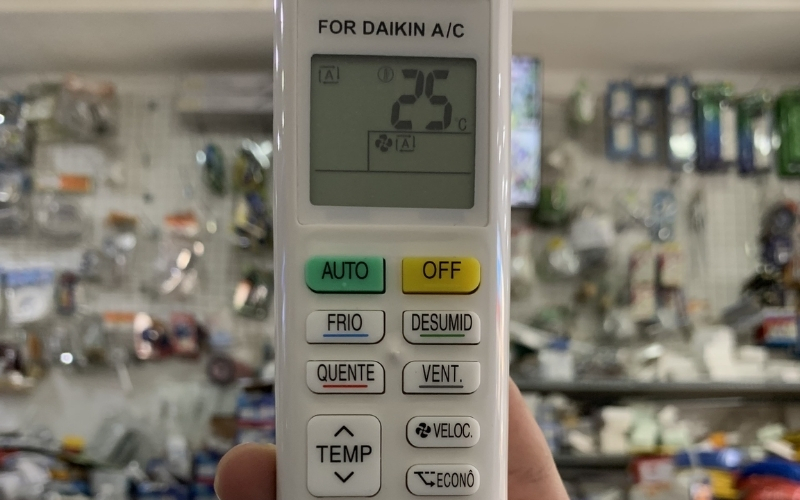 FOR DAIKIN A/C
A 25 °C
A
AUTO OFF
FRIO DESUMID
QUENTE VENT.
TEMP VELOC.
ECONÔ